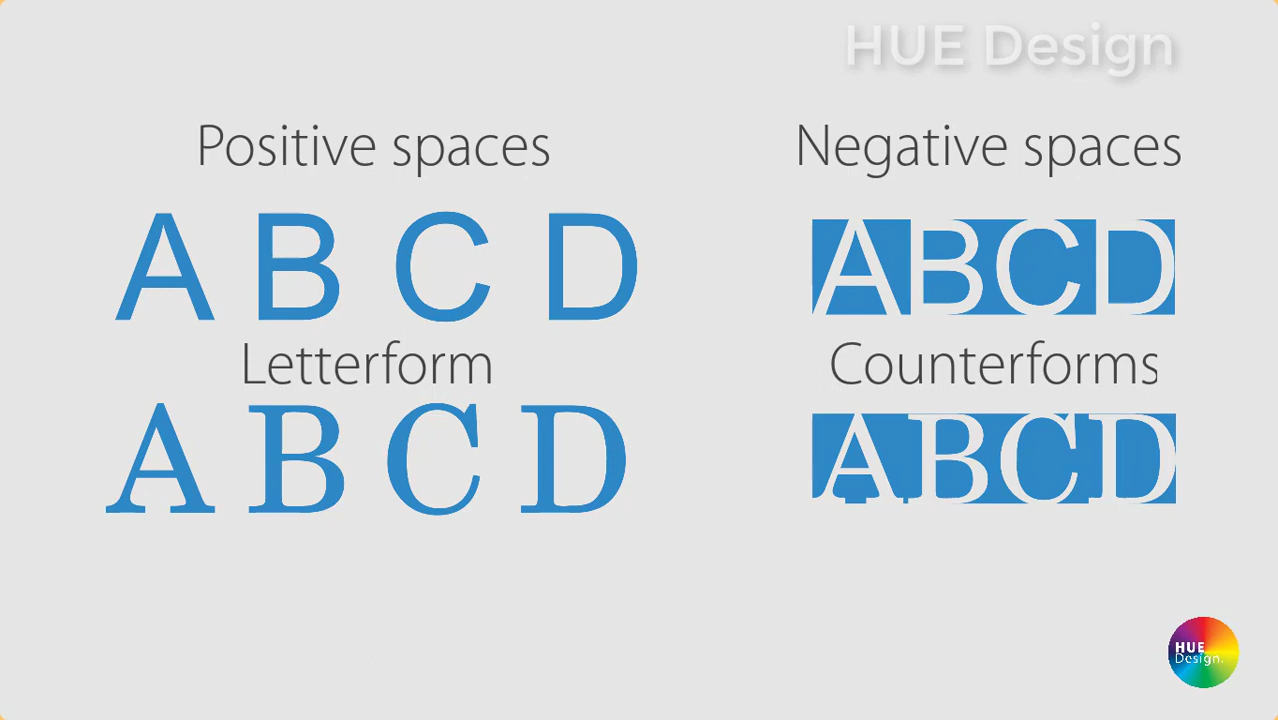 HUE Design
Positive spaces
Negative spaces
A B C D
ABCD
Letterform
Counterforms
A B C D
ABCD
HUE
Design.